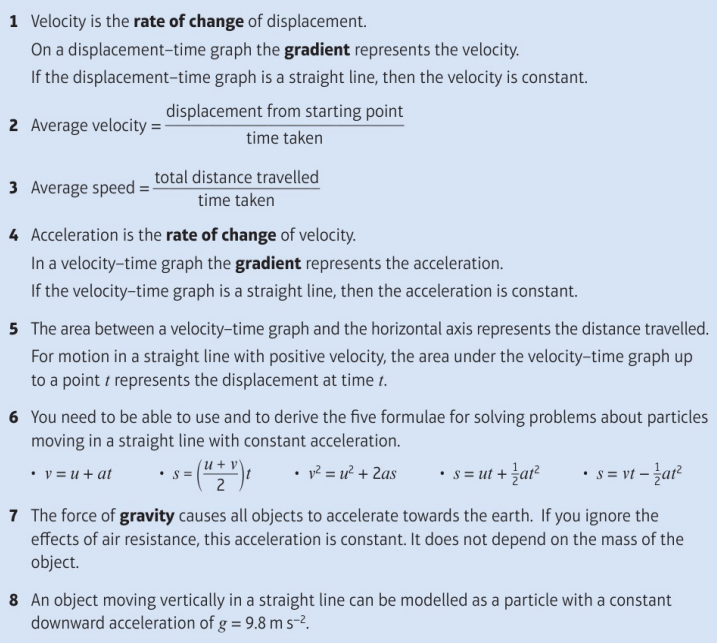 1 Velocity is the rate of change of displacement.
On a displacement–time graph the gradient represents the velocity.
If the displacement–time graph is a straight line, then the velocity is constant.
2 Average velocity = displacement from starting point / time taken
3 Average speed = total distance travelled / time taken
4 Acceleration is the rate of change of velocity.
In a velocity–time graph the gradient represents the acceleration.
If the velocity–time graph is a straight line, then the acceleration is constant.
5 The area between a velocity–time graph and the horizontal axis represents the distance travelled.
For motion in a straight line with positive velocity, the area under the velocity–time graph up
to a point t represents the displacement at time t.
6 You need to be able to use and to derive the five formulae for solving problems about particles
moving in a straight line with constant acceleration.
• v = u + at • s = ((u + v)/2)t • v² = u² + 2as • s = ut + ½at² • s = vt − ½at²
7 The force of gravity causes all objects to accelerate towards the earth. If you ignore the
effects of air resistance, this acceleration is constant. It does not depend on the mass of the
object.
8 An object moving vertically in a straight line can be modelled as a particle with a constant
downward acceleration of g = 9.8 m s⁻².